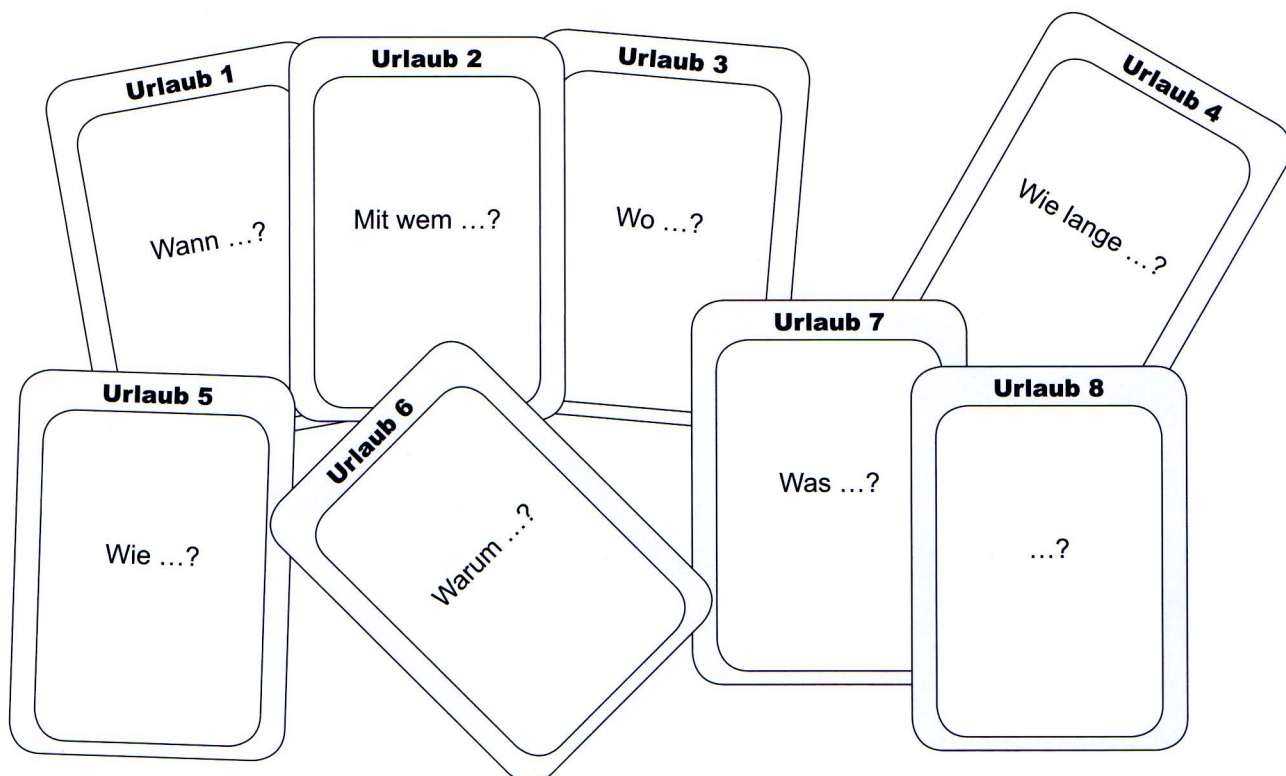 Urlaub 1
Wann …?
Urlaub 2
Mit wem …?
Urlaub 3
Wo …?
Urlaub 4
Wie lange …?
Urlaub 5
Wie …?
Urlaub 6
Warum …?
Urlaub 7
Was …?
Urlaub 8
…?